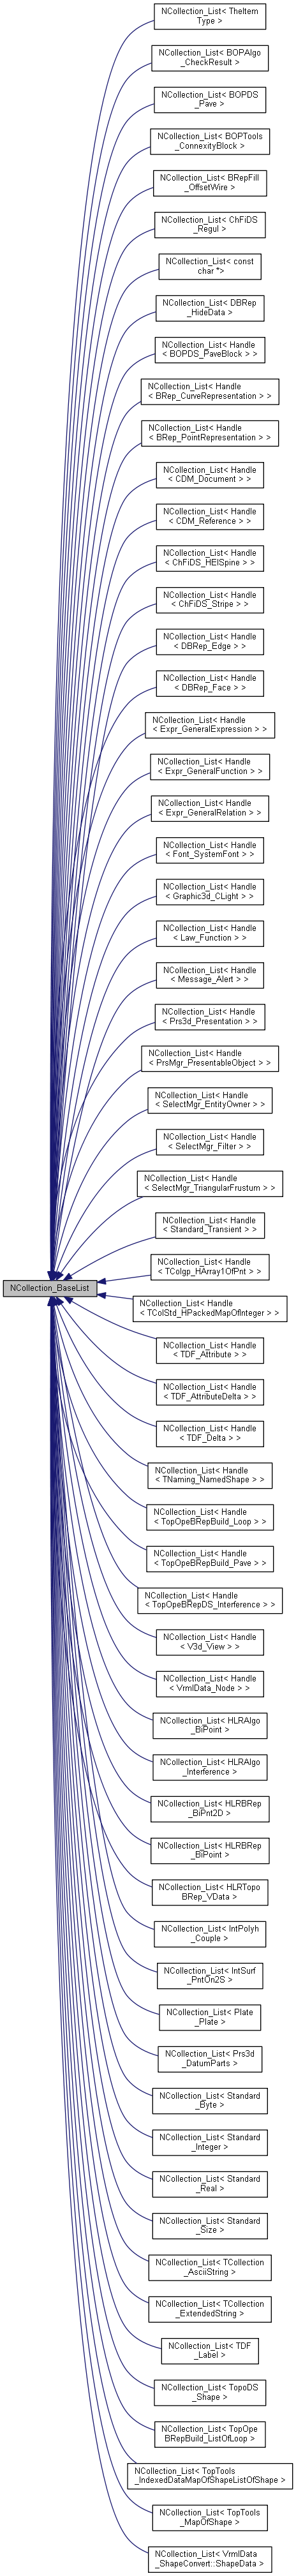 NCollection_List< TheItem
Type >
NCollection_List< BOPAlgo
_CheckResult >
NCollection_List< BOPDS
_Pave >
NCollection_List< BOPTools
_ConnexityBlock >
NCollection_List< BRepFill
_OffsetWire >
NCollection_List< ChFiDS
_Regul >
NCollection_List< const
char *>
NCollection_List< DBRep
_HideData >
NCollection_List< Handle
< BOPDS_PaveBlock > >
NCollection_List< Handle
< BRep_CurveRepresentation > >
NCollection_List< Handle
< BRep_PointRepresentation > >
NCollection_List< Handle
< CDM_Document > >
NCollection_List< Handle
< CDM_Reference > >
NCollection_List< Handle
< ChFiDS_HElSpine > >
NCollection_List< Handle
< ChFiDS_Stripe > >
NCollection_List< Handle
< DBRep_Edge > >
NCollection_List< Handle
< DBRep_Face > >
NCollection_List< Handle
< Expr_GeneralExpression > >
NCollection_List< Handle
< Expr_GeneralFunction > >
NCollection_List< Handle
< Expr_GeneralRelation > >
NCollection_List< Handle
< Font_SystemFont > >
NCollection_List< Handle
< Graphic3d_CLight > >
NCollection_List< Handle
< Law_Function > >
NCollection_List< Handle
< Message_Alert > >
NCollection_List< Handle
< Prs3d_Presentation > >
NCollection_List< Handle
< PrsMgr_PresentableObject > >
NCollection_List< Handle
< SelectMgr_EntityOwner > >
NCollection_List< Handle
< SelectMgr_Filter > >
NCollection_List< Handle
< SelectMgr_TriangularFrustum > >
NCollection_List< Handle
< Standard_Transient > >
NCollection_List< Handle
< TColgp_HArray1OfPnt > >
NCollection_BaseList
NCollection_List< Handle
< TColStd_HPackedMapOfInteger > >
NCollection_List< Handle
< TDF_Attribute > >
NCollection_List< Handle
< TDF_AttributeDelta > >
NCollection_List< Handle
< TDF_Delta > >
NCollection_List< Handle
< TNaming_NamedShape > >
NCollection_List< Handle
< TopOpeBRepBuild_Loop > >
NCollection_List< Handle
< TopOpeBRepBuild_Pave > >
NCollection_List< Handle
< TopOpeBRepDS_Interference > >
NCollection_List< Handle
< V3d_View > >
NCollection_List< Handle
< VrmlData_Node > >
NCollection_List< HLRAlgo
_BiPoint >
NCollection_List< HLRAlgo
_Interference >
NCollection_List< HLRBRep
_BiPnt2D >
NCollection_List< HLRBRep
_BiPoint >
NCollection_List< HLRTopo
BRep_VData >
NCollection_List< IntPolyh
_Couple >
NCollection_List< IntSurf
_PntOn2S >
NCollection_List< Plate
_Plate >
NCollection_List< Prs3d
_DatumParts >
NCollection_List< Standard
_Byte >
NCollection_List< Standard
_Integer >
NCollection_List< Standard
_Real >
NCollection_List< Standard
_Size >
NCollection_List< TCollection
_AsciiString >
NCollection_List< TCollection
_ExtendedString >
NCollection_List< TDF
_Label >
NCollection_List< TopoDS
_Shape >
NCollection_List< TopOpe
BRepBuild_ListOfLoop >
NCollection_List< TopTools
_IndexedDataMapOfShapeListOfShape >
NCollection_List< TopTools
_MapOfShape >
NCollection_List< VrmlData
_ShapeConvert::ShapeData >